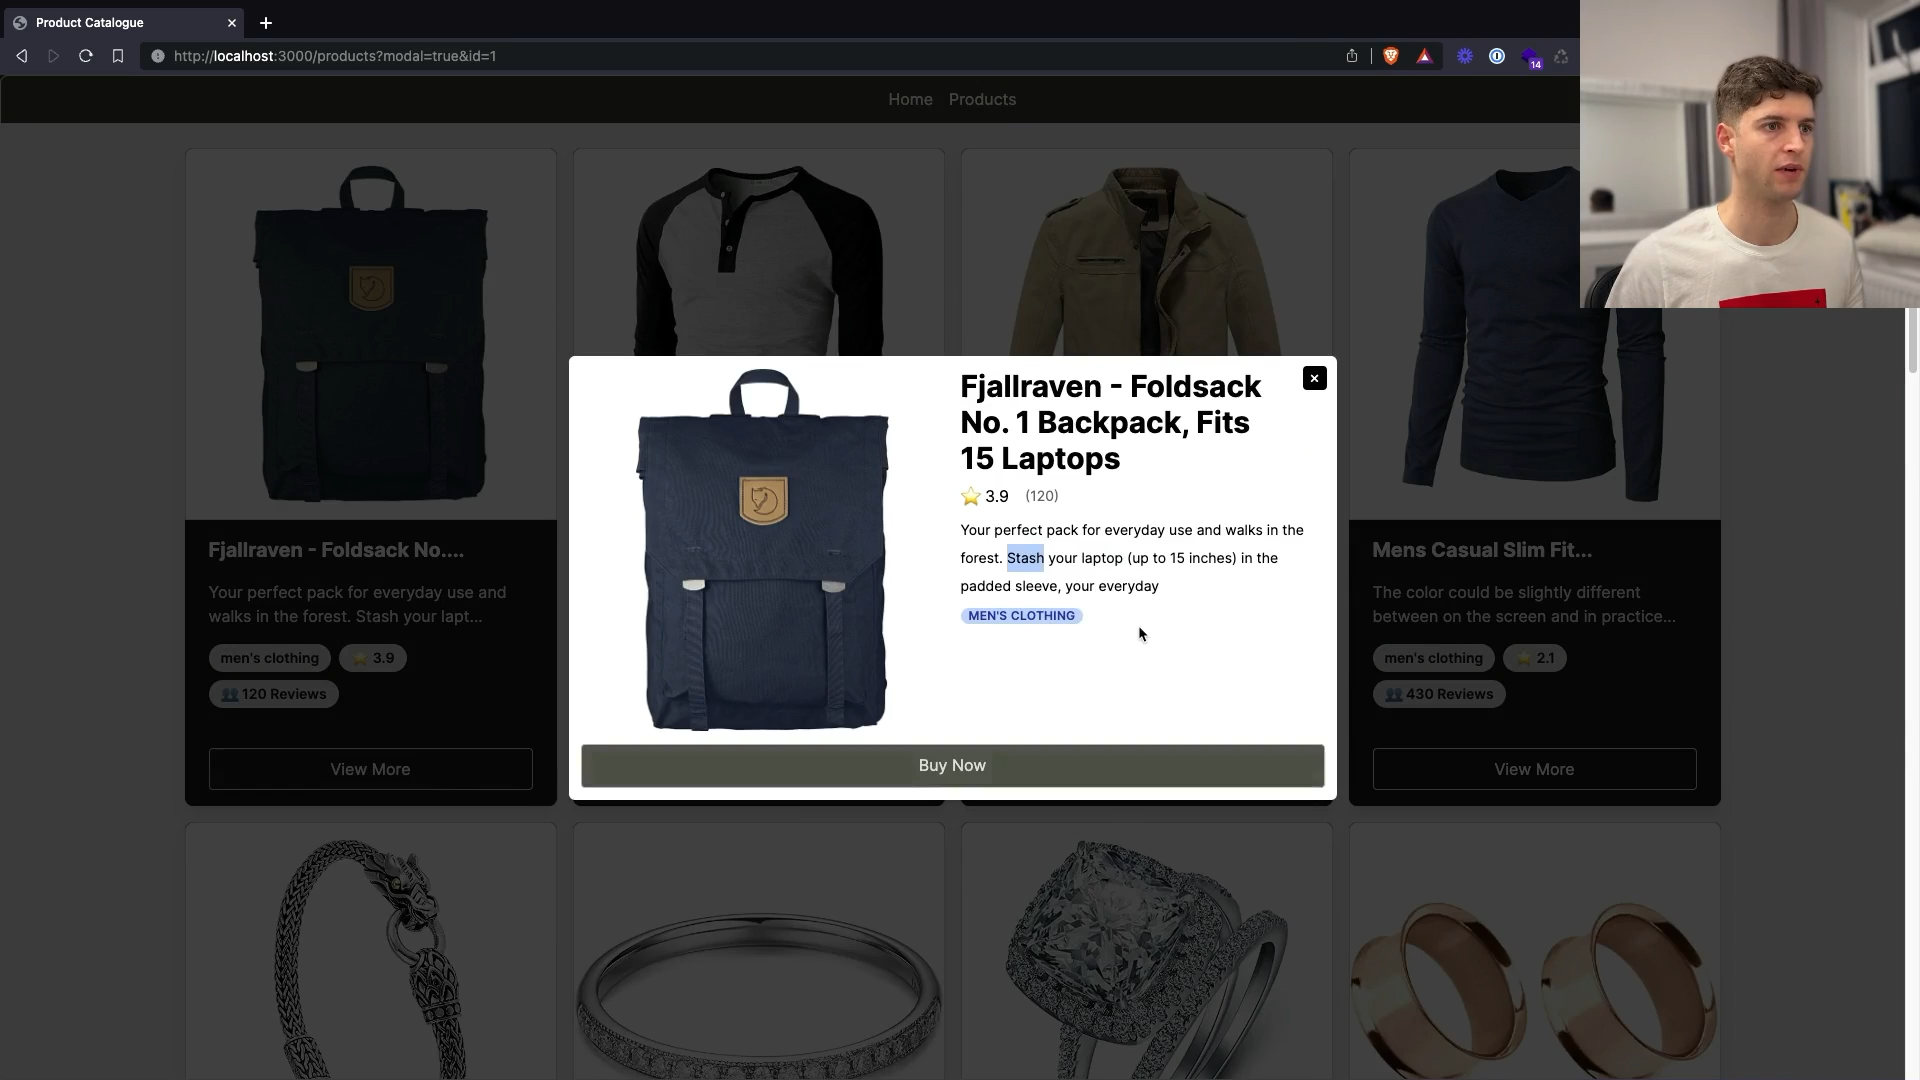 Product Catalogue
http://localhost:3000/products?modal=true&id=1
14
Home Products
Fjallraven - Foldsack
No. 1 Backpack, Fits
15 Laptops
3.9 (120)
Your perfect pack for everyday use and walks in the
forest. Stash your laptop (up to 15 inches) in the
padded sleeve, your everyday
MEN'S CLOTHING
Buy Now
Fjallraven - Foldsack No....
Your perfect pack for everyday use and
walks in the forest. Stash your lapt...
men's clothing
3.9
120 Reviews
View More
Mens Casual Slim Fit...
The color could be slightly different
between on the screen and in practice...
men's clothing
2.1
430 Reviews
View More